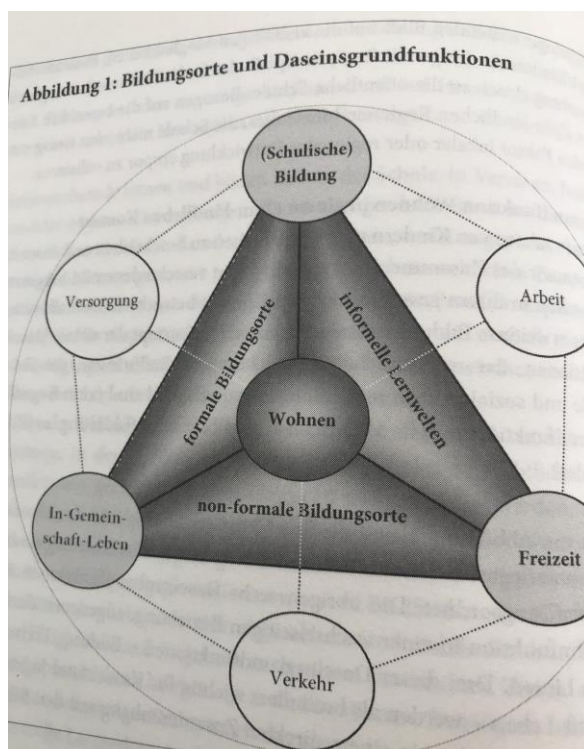 Abbildung 1: Bildungsorte und Daseinsgrundfunktionen
(Schulische)
Bildung
Versorgung
Arbeit
formale Bildungsorte
informelle Lernwelten
Wohnen
In-Gemein-
schaft-Leben
non-formale Bildungsorte
Freizeit
Verkehr